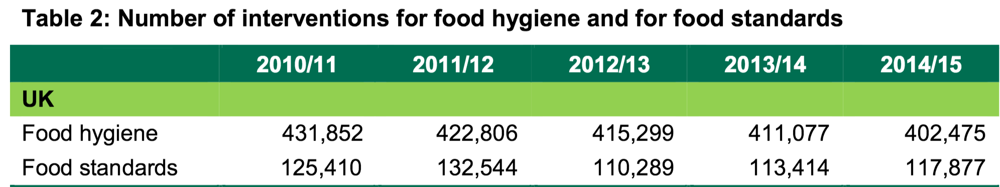 Table 2: Number of interventions for food hygiene and for food standards
2010/11 2011/12 2012/13 2013/14 2014/15
UK
Food hygiene 431,852 422,806 415,299 411,077 402,475
Food standards 125,410 132,544 110,289 113,414 117,877